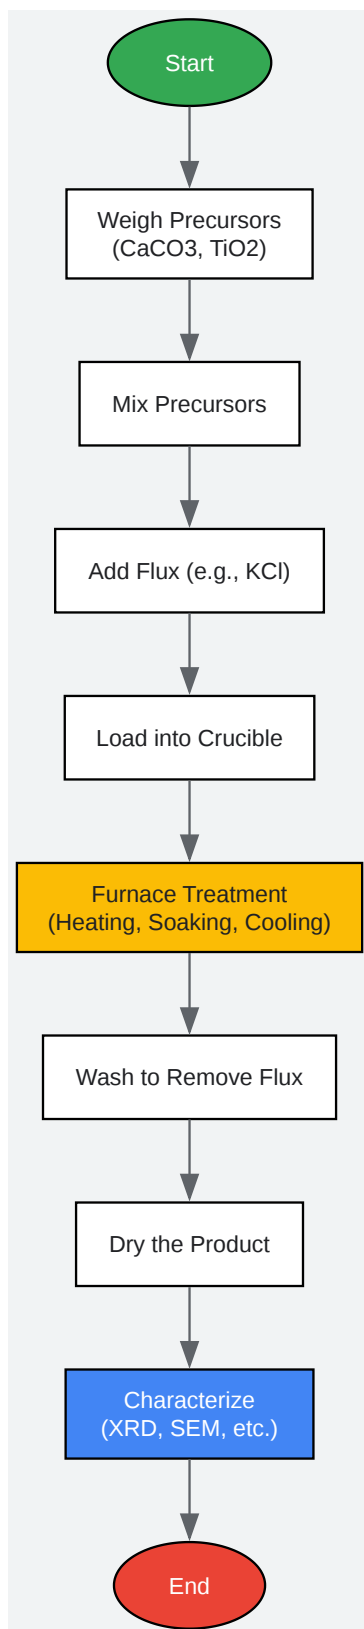 Start
Weigh Precursors
(CaCO3, TiO2)
Mix Precursors
Add Flux (e.g., KCl)
Load into Crucible
Furnace Treatment
(Heating, Soaking, Cooling)
Wash to Remove Flux
Dry the Product
Characterize
(XRD, SEM, etc.)
End